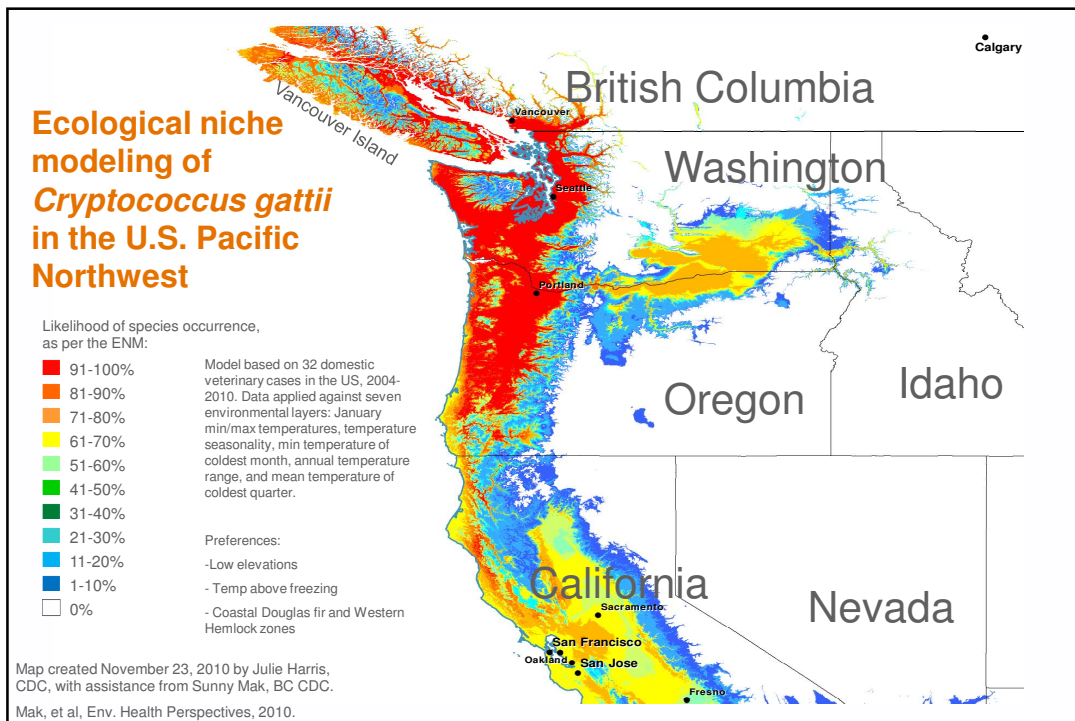 Ecological niche
modeling of
Cryptococcus gattii
in the U.S. Pacific
Northwest
Likelihood of species occurrence,
as per the ENM:
91-100%
81-90%
71-80%
61-70%
51-60%
41-50%
31-40%
21-30%
11-20%
1-10%
0%
Model based on 32 domestic
veterinary cases in the US, 2004-
2010. Data applied against seven
environmental layers: January
min/max temperatures, temperature
seasonality, min temperature of
coldest month, annual temperature
range, and mean temperature of
coldest quarter.
Preferences:
-Low elevations
- Temp above freezing
- Coastal Douglas fir and Western
Hemlock zones
Map created November 23, 2010 by Julie Harris,
CDC, with assistance from Sunny Mak, BC CDC.
Mak, et al, Env. Health Perspectives, 2010.
Calgary
British Columbia
Vancouver
Vancouver Island
Washington
Seattle
Portland
Oregon
Idaho
California
Sacramento
Nevada
San Francisco
Oakland
San Jose
Fresno